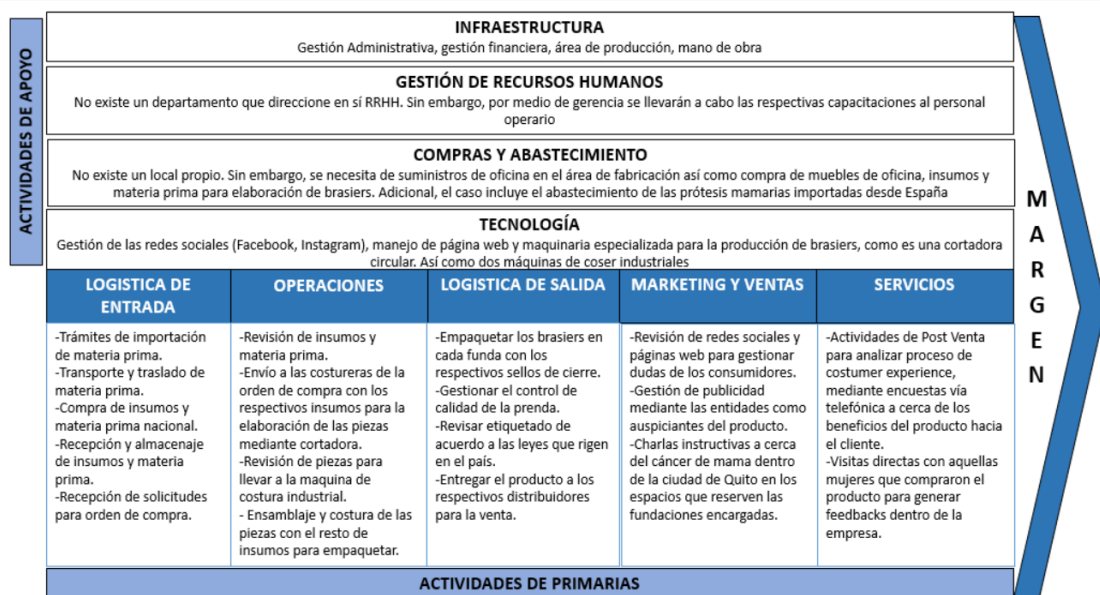 ACTIVIDADES DE APOYO
INFRAESTRUCTURA
Gestión Administrativa, gestión financiera, área de producción, mano de obra
GESTIÓN DE RECURSOS HUMANOS
No existe un departamento que direccione en sí RRHH. Sin embargo, por medio de gerencia se llevarán a cabo las respectivas capacitaciones al personal
operario
COMPRAS Y ABASTECIMIENTO
No existe un local propio. Sin embargo, se necesita de suministros de oficina en el área de fabricación así como compra de muebles de oficina, insumos y
materia prima para elaboración de brasiers. Adicional, el caso incluye el abastecimiento de las prótesis mamarias importadas desde España
TECNOLOGÍA
Gestión de las redes sociales (Facebook, Instagram), manejo de página web y maquinaria especializada para la producción de brasiers, como es una cortadora
circular. Así como dos máquinas de coser industriales
LOGISTICA DE
ENTRADA
-Trámites de importación
de materia prima.
-Transporte y traslado de
materia prima.
-Compra de insumos y
materia prima nacional.
-Recepción y almacenaje
de insumos y materia
prima.
-Recepción de solicitudes
para orden de compra.
OPERACIONES
-Revisión de insumos y
materia prima.
-Envío a las costureras de la
orden de compra con los
respectivos insumos para la
elaboración de las piezas
mediante cortadora.
-Revisión de piezas para
llevar a la maquina de
costura industrial.
- Ensamblaje y costura de las
piezas con el resto de
insumos para empaquetar.
LOGISTICA DE SALIDA
-Empaquetar los brasiers en
cada funda con los
respectivos sellos de cierre.
-Gestionar el control de
calidad de la prenda.
-Revisar etiquetado de
acuerdo a las leyes que rigen
en el país.
-Entregar el producto a los
respectivos distribuidores
para la venta.
MARKETING Y VENTAS
-Revisión de redes sociales y
páginas web para gestionar
dudas de los consumidores.
-Gestión de publicidad
mediante las entidades como
auspiciantes del producto.
-Charlas instructivas a cerca
del cáncer de mama dentro
de la ciudad de Quito en los
espacios que reserven las
fundaciones encargadas.
SERVICIOS
-Actividades de Post Venta
para analizar proceso de
costumer experience,
mediante encuestas vía
telefónica a cerca de los
beneficios del producto hacia
el cliente.
-Visitas directas con aquellas
mujeres que compraron el
producto para generar
feedbacks dentro de la
empresa.
ACTIVIDADES DE PRIMARIAS
MARGEN